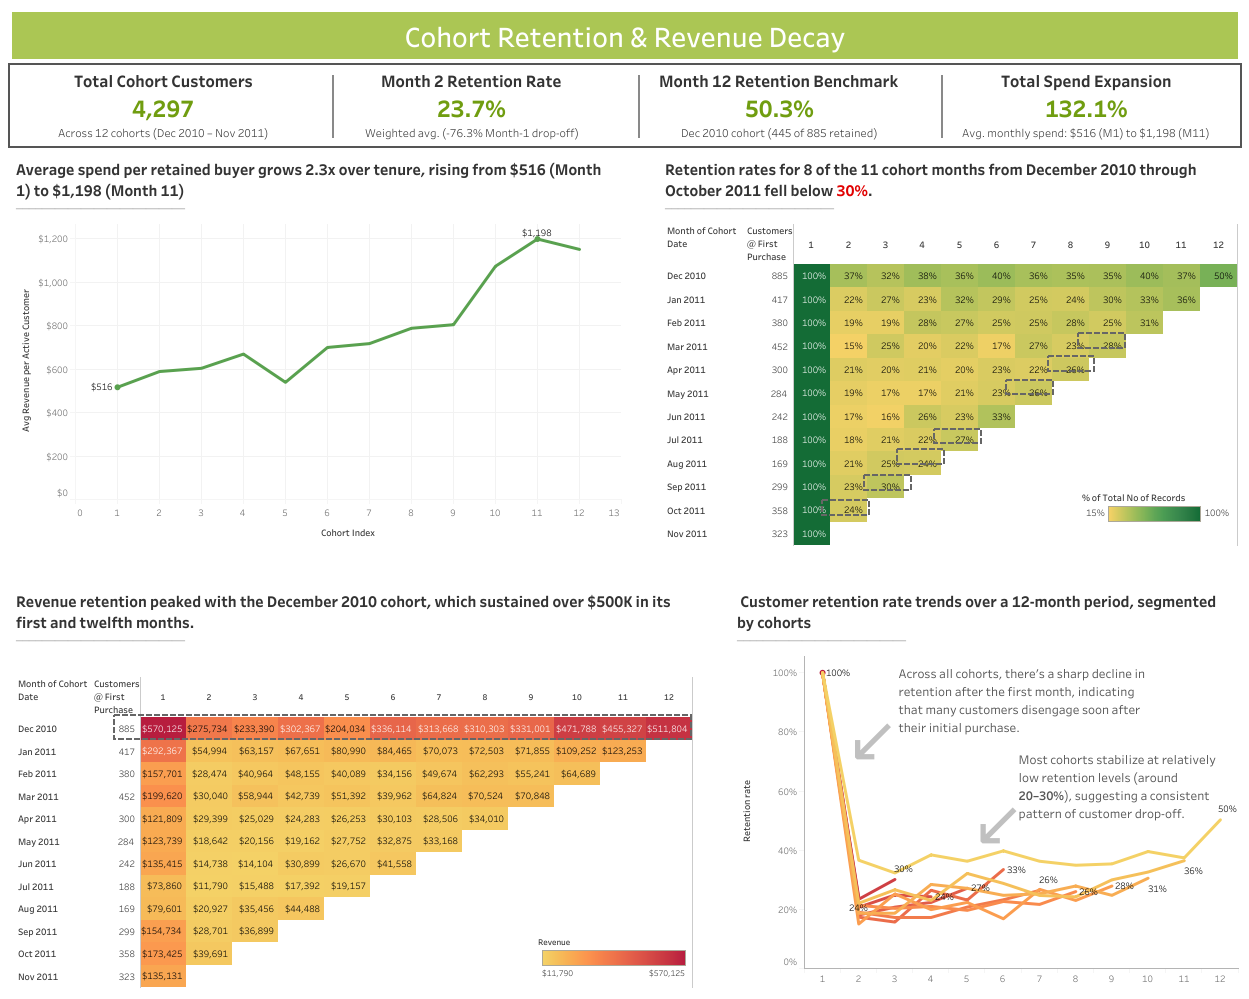 Cohort Retention & Revenue Decay
Total Cohort Customers
4,297
Across 12 cohorts (Dec 2010 – Nov 2011)
Month 2 Retention Rate
23.7%
Weighted avg. (-76.3% Month-1 drop-off)
Month 12 Retention Benchmark
50.3%
Dec 2010 cohort (445 of 885 retained)
Total Spend Expansion
132.1%
Avg. monthly spend: $516 (M1) to $1,198 (M11)
Average spend per retained buyer grows 2.3x over tenure, rising from $516 (Month
1) to $1,198 (Month 11)
Avg Revenue per Active Customer
$1,200
$1,000
$800
$600
$400
$200
$0
$516
$1,198
0 1 2 3 4 5 6 7 8 9 10 11 12 13
Cohort Index
Retention rates for 8 of the 11 cohort months from December 2010 through
October 2011 fell below 30%.
Month of Cohort
Date
Customers
@ First
Purchase
1 2 3 4 5 6 7 8 9 10 11 12
Dec 2010 885 100% 37% 32% 38% 36% 40% 36% 35% 35% 40% 37% 50%
Jan 2011 417 100% 22% 27% 23% 32% 29% 25% 24% 30% 33% 36%
Feb 2011 380 100% 19% 19% 28% 27% 25% 25% 28% 25% 31%
Mar 2011 452 100% 15% 25% 20% 22% 17% 27% 23% 28%
Apr 2011 300 100% 21% 20% 21% 20% 23% 22% 26%
May 2011 284 100% 19% 17% 17% 21% 23% 26%
Jun 2011 242 100% 17% 16% 26% 23% 33%
Jul 2011 188 100% 18% 21% 22% 27%
Aug 2011 169 100% 21% 25% 24%
Sep 2011 299 100% 23% 30%
Oct 2011 358 100% 24%
Nov 2011 323 100%
% of Total No of Records
15% 100%
Revenue retention peaked with the December 2010 cohort, which sustained over $500K in its
first and twelfth months.
Month of Cohort
Date
Customers
@ First
Purchase
1 2 3 4 5 6 7 8 9 10 11 12
Dec 2010 885 $570,125 $275,734 $233,390 $302,367 $204,034 $336,114 $313,668 $310,303 $331,001 $471,788 $455,327 $511,804
Jan 2011 417 $292,367 $54,994 $63,157 $67,651 $80,990 $84,465 $70,073 $72,503 $71,855 $109,252 $123,253
Feb 2011 380 $157,701 $28,474 $40,964 $48,155 $40,089 $34,156 $49,674 $62,293 $55,241 $64,689
Mar 2011 452 $199,620 $30,040 $58,944 $42,739 $51,392 $39,962 $64,824 $70,524 $70,848
Apr 2011 300 $121,809 $29,399 $25,029 $24,283 $26,253 $30,103 $28,506 $34,010
May 2011 284 $123,739 $18,642 $20,156 $19,162 $27,752 $32,875 $33,168
Jun 2011 242 $135,415 $14,738 $14,104 $30,899 $26,670 $41,558
Jul 2011 188 $73,860 $11,790 $15,488 $17,392 $19,157
Aug 2011 169 $79,601 $20,927 $35,456 $44,488
Sep 2011 299 $154,734 $28,701 $36,899
Oct 2011 358 $173,425 $39,691
Nov 2011 323 $135,131
Revenue
$11,790 $570,125
Customer retention rate trends over a 12-month period, segmented
by cohorts
Retention rate
100%
80%
60%
40%
20%
0%
100%
Across all cohorts, there's a sharp decline in
retention after the first month, indicating
that many customers disengage soon after
their initial purchase.
Most cohorts stabilize at relatively
low retention levels (around
20–30%), suggesting a consistent
pattern of customer drop-off.
50%
30%
33%
36%
26%
24%
24%
27%
26%
28%
31%
1 2 3 4 5 6 7 8 9 10 11 12